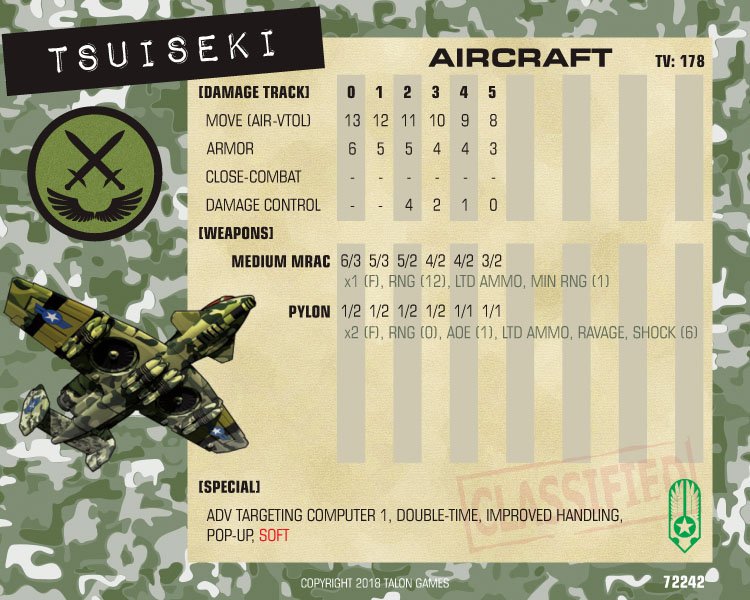 TSUISEKI
AIRCRAFT TV: 178
[DAMAGE TRACK] 0 1 2 3 4 5
MOVE (AIR-VTOL) 13 12 11 10 9 8
ARMOR 6 5 5 4 4 3
CLOSE-COMBAT - - - - - -
DAMAGE CONTROL - - 4 2 1 0
[WEAPONS]
MEDIUM MRAC 6/3 5/3 5/2 4/2 4/2 3/2
x1 (F), RNG (12), LTD AMMO, MIN RNG (1)
PYLON 1/2 1/2 1/2 1/2 1/1 1/1
x2 (F), RNG (0), AOE (1), LTD AMMO, RAVAGE, SHOCK (6)
CLASSIFIED
[SPECIAL]
ADV TARGETING COMPUTER 1, DOUBLE-TIME, IMPROVED HANDLING,
POP-UP, SOFT
COPYRIGHT 2018 TALON GAMES
72242